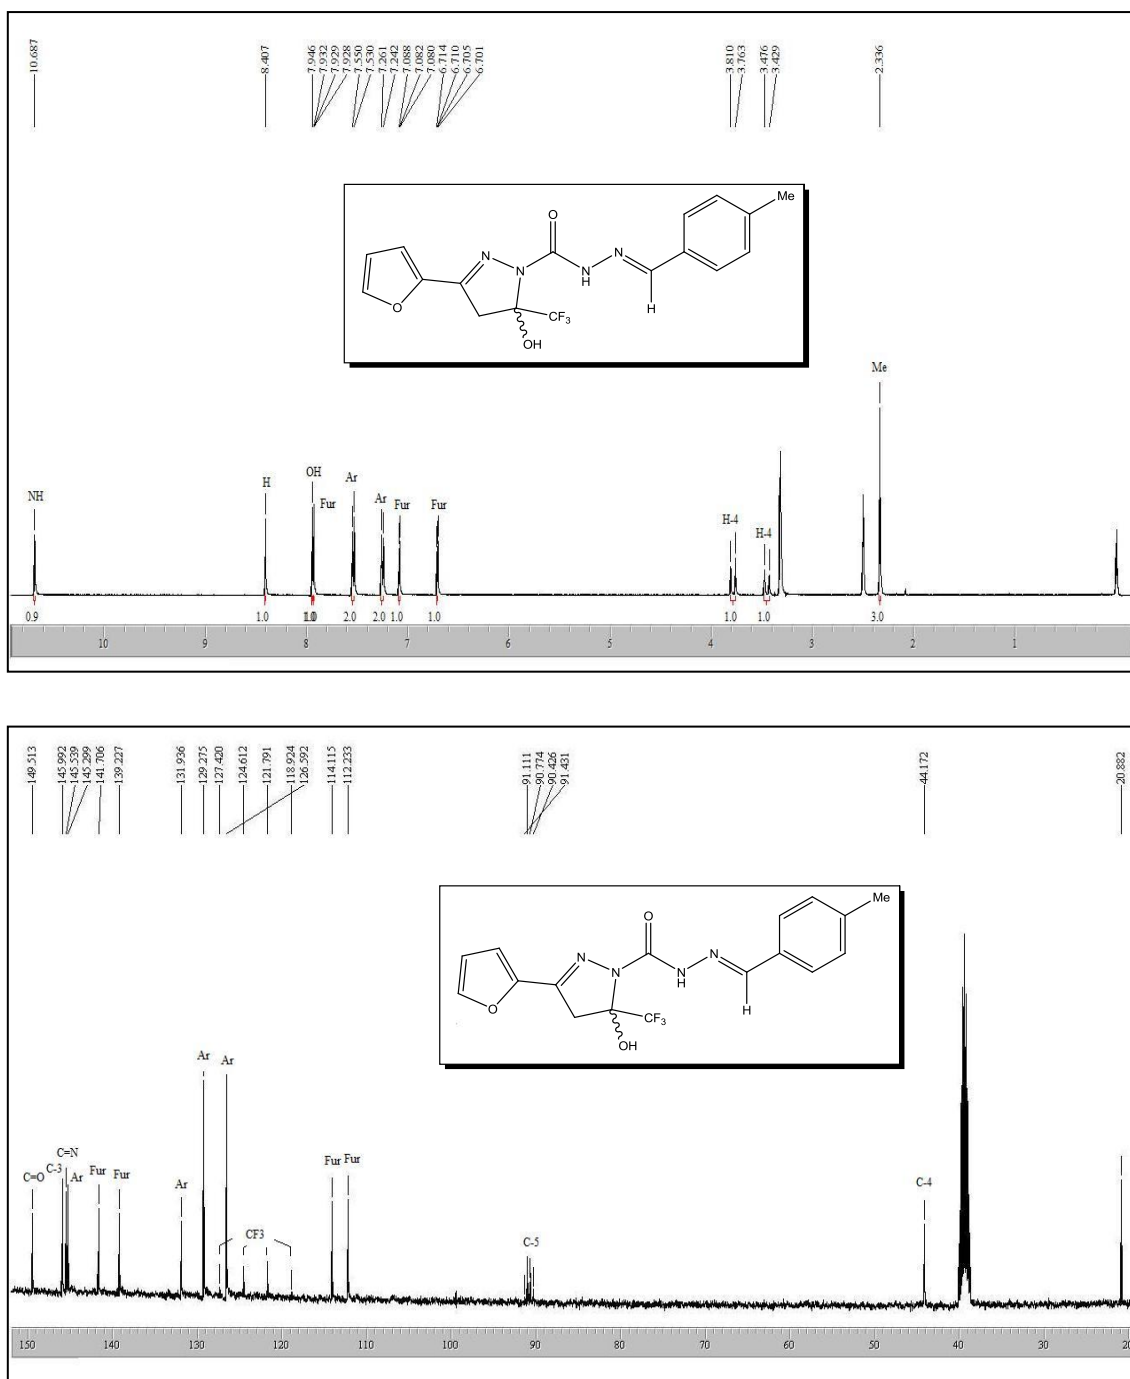 10.687
8.407
7.946
7.932
7.929
7.928
7.550
7.530
7.261
7.242
7.088
7.082
7.080
6.714
6.710
6.705
6.701
3.810
3.763
3.476
3.429
2.336
Me
O
N N N
N
H
H
O CF3
OH
Me
NH H OH Fur Ar Ar Fur Fur H-4 H-4
0.9 1.0 1.0 1.0 2.0 2.0 1.0 1.0 1.0 1.0 3.0
10 9 8 7 6 5 4 3 2 1
149.513
145.992
145.539
145.299
141.706
139.227
131.936
129.275
127.420
124.612
121.791
118.924
126.592
114.115
112.233
91.111
90.774
90.426
91.431
44.172
20.882
Me
O
N N N
N
H
H
O CF3
OH
Ar Ar
C=O C-3 C=N Ar Fur Fur Ar CF3 Fur Fur C-5 C-4
150 140 130 120 110 100 90 80 70 60 50 40 30 20